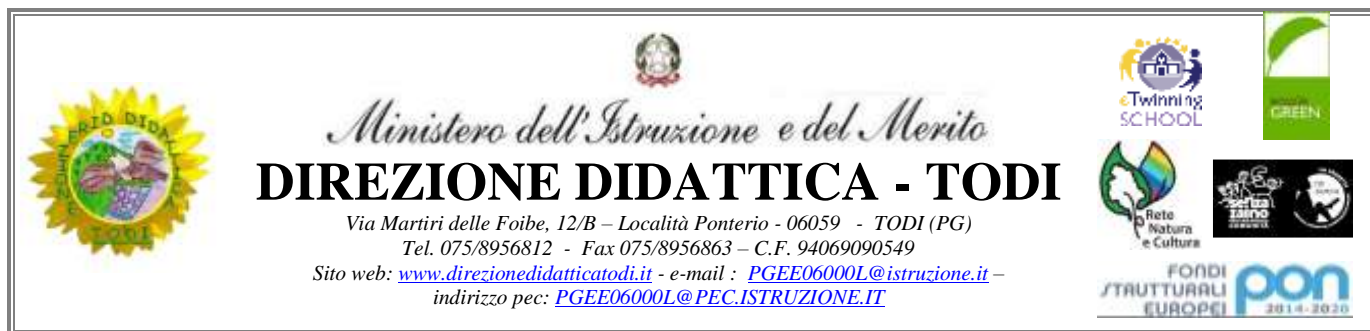 Ministero dell'Istruzione e del Merito
DIREZIONE DIDATTICA - TODI
Via Martiri delle Foibe, 12/B – Località Ponterio - 06059 - TODI (PG)
Tel. 075/8956812 - Fax 075/8956863 – C.F. 94069090549
Sito web: www.direzionedidatticatodi.it - e-mail : PGEE06000L@istruzione.it –
indirizzo pec: PGEE06000L@PEC.ISTRUZIONE.IT
TODI
eTwinning
SCHOOL
GREEN
Rete
Natura
e Cultura
senza
zaino
FONDI
STRUTTURALI
EUROPEI
pon
2014-2020